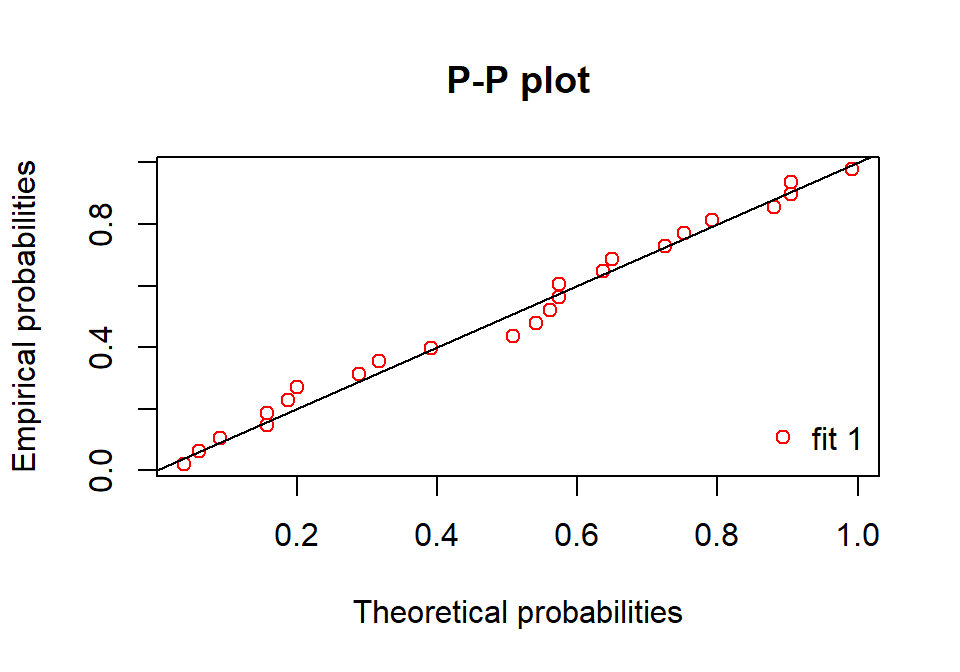 P-P plot
Empirical probabilities
0.8
0.4
0.0
fit 1
0.2 0.4 0.6 0.8 1.0
Theoretical probabilities